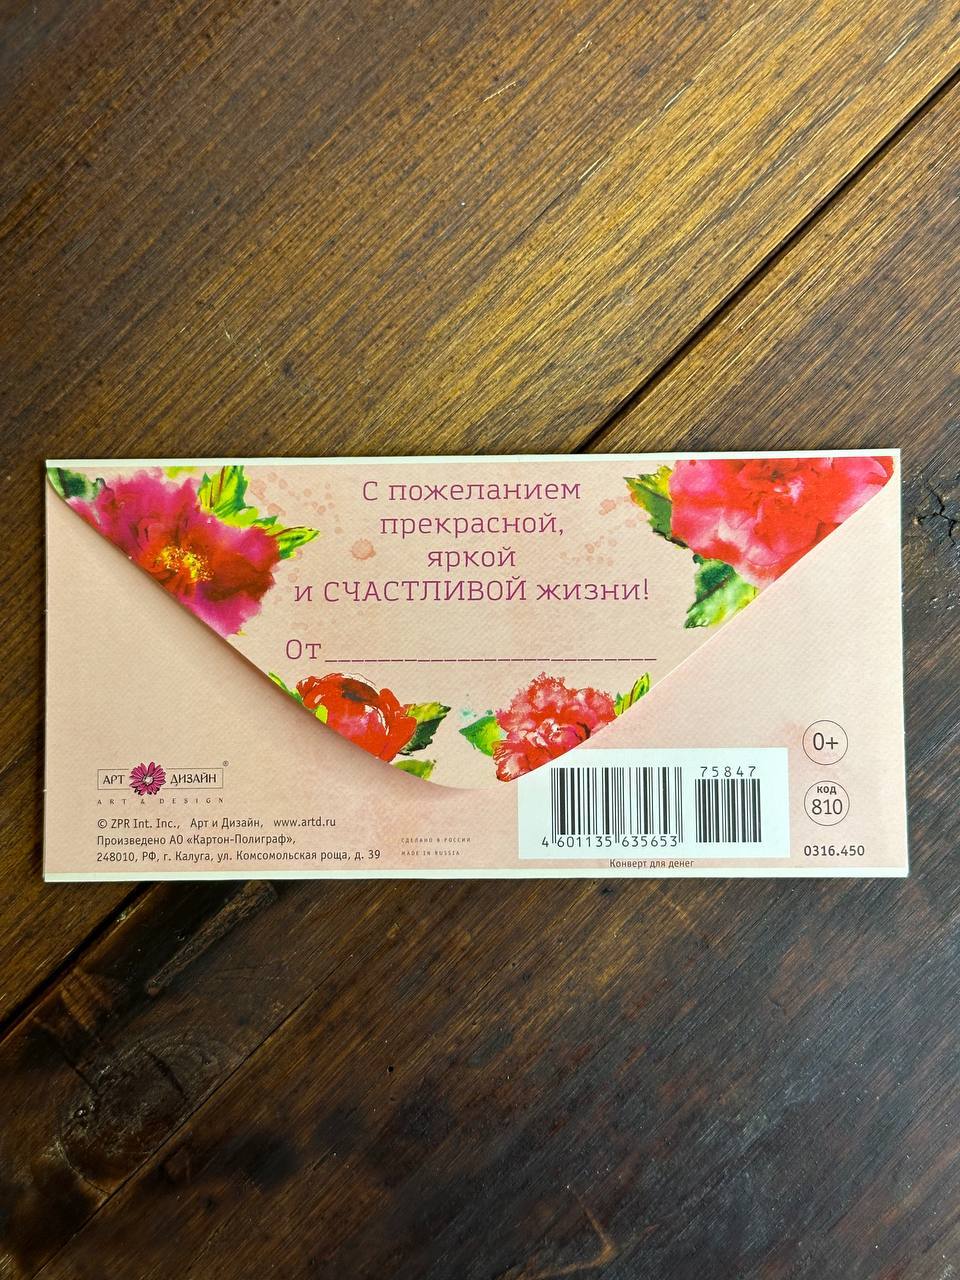 С пожеланием
прекрасной,
яркой
и СЧАСТЛИВОЙ жизни!
От
АРТ ДИЗАЙН®
ART & DESIGN
© ZPR Int. Inc., Арт и Дизайн, www.artd.ru
Произведено АО «Картон-Полиграф»,
248010, РФ, г. Калуга, ул. Комсомольская роща, д. 39
СДЕЛАНО В РОССИИ
MADE IN RUSSIA
75847
4 601135 635653
Конверт для денег
0+
код
810
0316.450